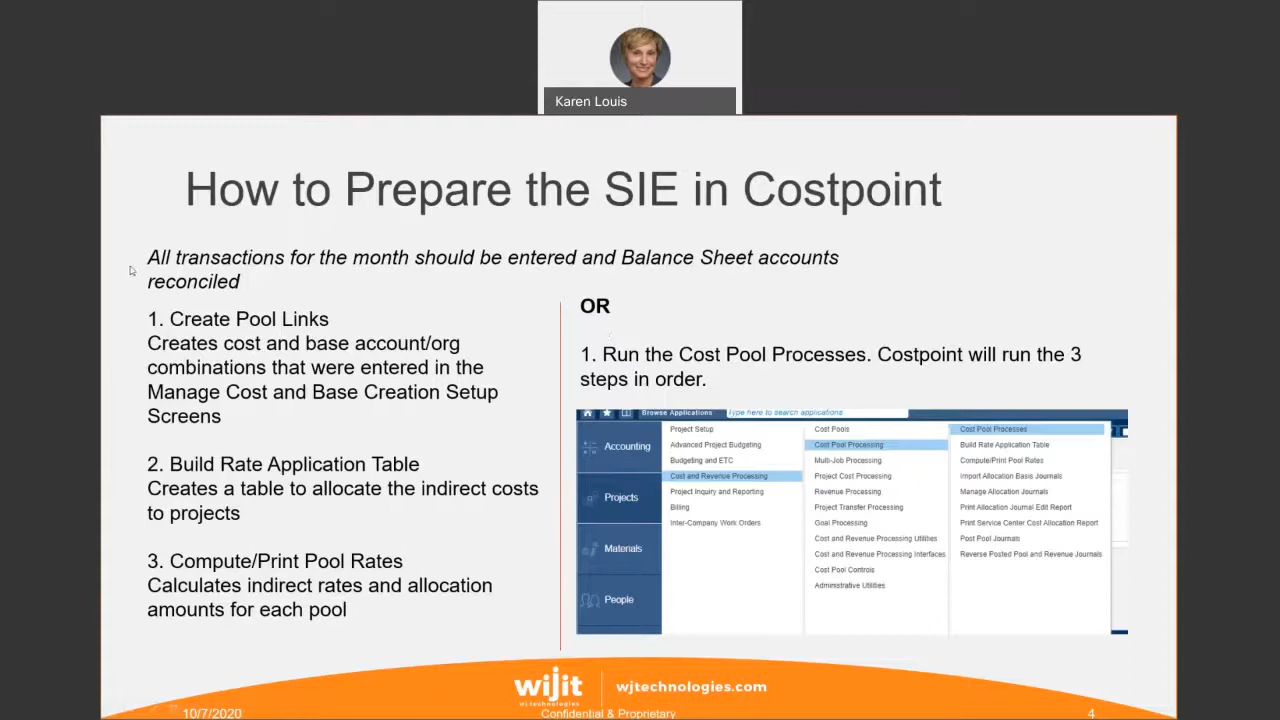 Karen Louis
How to Prepare the SIE in Costpoint
All transactions for the month should be entered and Balance Sheet accounts
reconciled
1. Create Pool Links
Creates cost and base account/org
combinations that were entered in the
Manage Cost and Base Creation Setup
Screens
2. Build Rate Application Table
Creates a table to allocate the indirect costs
to projects
3. Compute/Print Pool Rates
Calculates indirect rates and allocation
amounts for each pool
OR
1. Run the Cost Pool Processes. Costpoint will run the 3
steps in order.
Browse Applications
Type here to search applications
Accounting
Projects
Materials
People
Project Setup
Advanced Project Budgeting
Budgeting and ETC
Cost and Revenue Processing
Project Inquiry and Reporting
Billing
Inter-Company Work Orders
Cost Pools
Cost Pool Processing
Multi-Job Processing
Project Cost Processing
Revenue Processing
Project Transfer Processing
Goal Processing
Cost and Revenue Processing Utilities
Cost and Revenue Processing Interfaces
Cost Pool Controls
Administrative Utilities
Cost Pool Processes
Build Rate Application Table
Compute/Print Pool Rates
Import Allocation Basis Journals
Manage Allocation Journals
Print Allocation Journal Edit Report
Print Service Center Cost Allocation Report
Post Pool Journals
Reverse Posted Pool and Revenue Journals
wijit
wjtechnologies.com
wjtechnologies.com
10/7/2020
Confidential & Proprietary
4